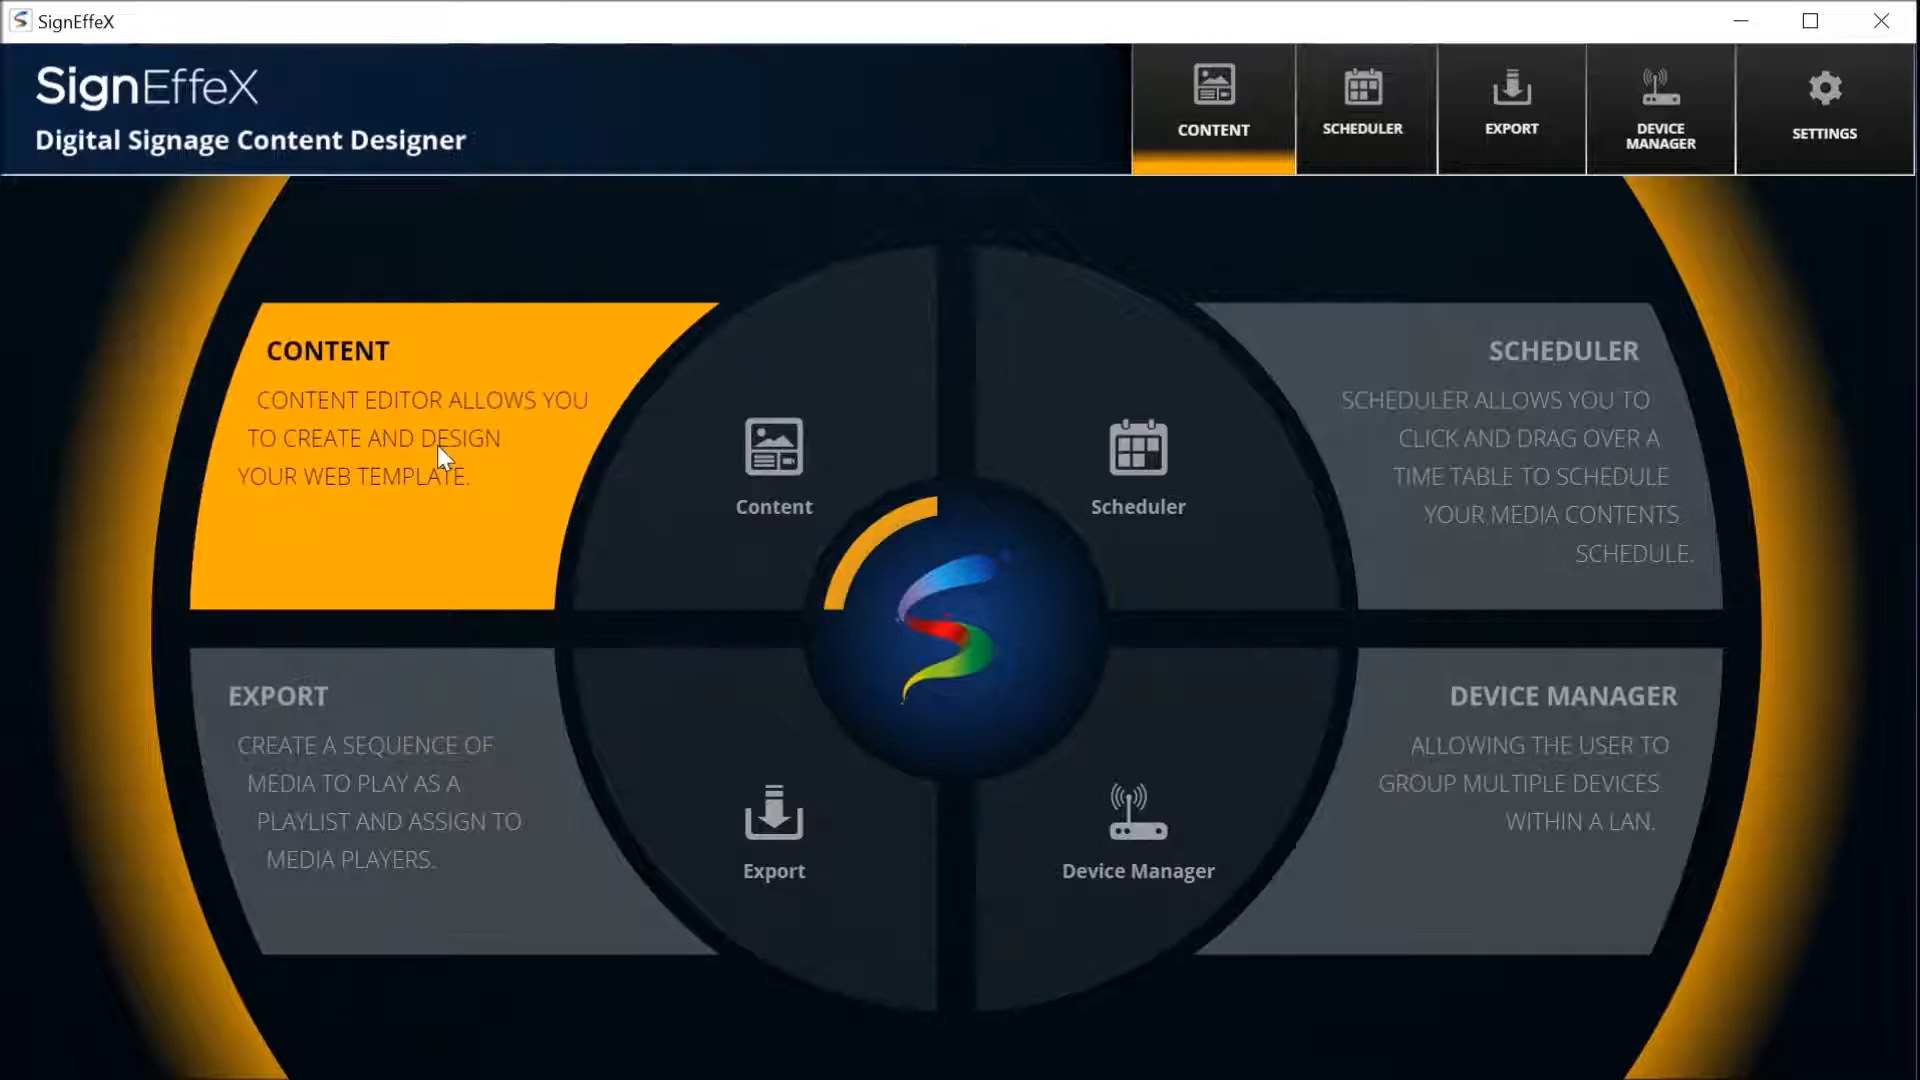 SignEffeX
SignEffeX
Digital Signage Content Designer
CONTENT
SCHEDULER
EXPORT
DEVICE
MANAGER
SETTINGS
CONTENT
CONTENT EDITOR ALLOWS YOU
TO CREATE AND DESIGN
YOUR WEB TEMPLATE.
Content
Scheduler
SCHEDULER
SCHEDULER ALLOWS YOU TO
CLICK AND DRAG OVER A
TIME TABLE TO SCHEDULE
YOUR MEDIA CONTENTS
SCHEDULE.
EXPORT
CREATE A SEQUENCE OF
MEDIA TO PLAY AS A
PLAYLIST AND ASSIGN TO
MEDIA PLAYERS.
Export
Device Manager
DEVICE MANAGER
ALLOWING THE USER TO
GROUP MULTIPLE DEVICES
WITHIN A LAN.